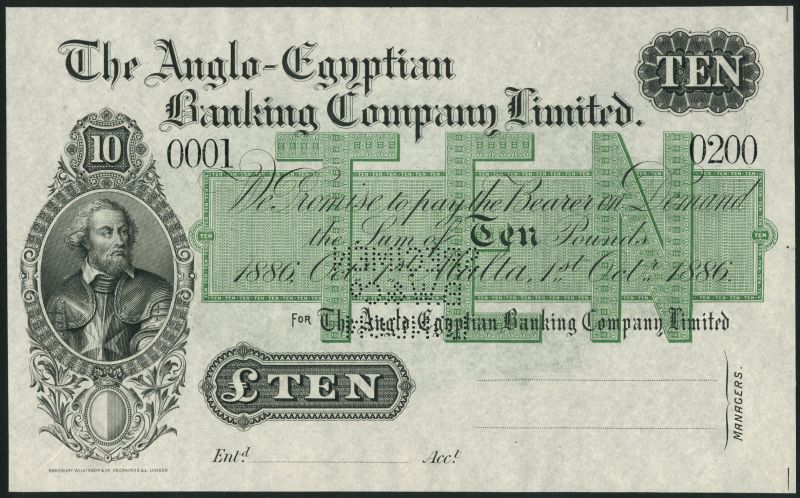 The Anglo-Egyptian
Banking Company Limited.
TEN
10
0001
0200
TEN
We Promise to pay the Bearer on Demand
the Sum of Ten Pounds
1886, Oct. 1st Malta, 1st Octr. 1886.
FOR The Anglo-Egyptian Banking Company Limited
£TEN
MANAGERS.
Entd. Acct.
BRADBURY, WILKINSON & Co. ENGRAVERS &c. LONDON